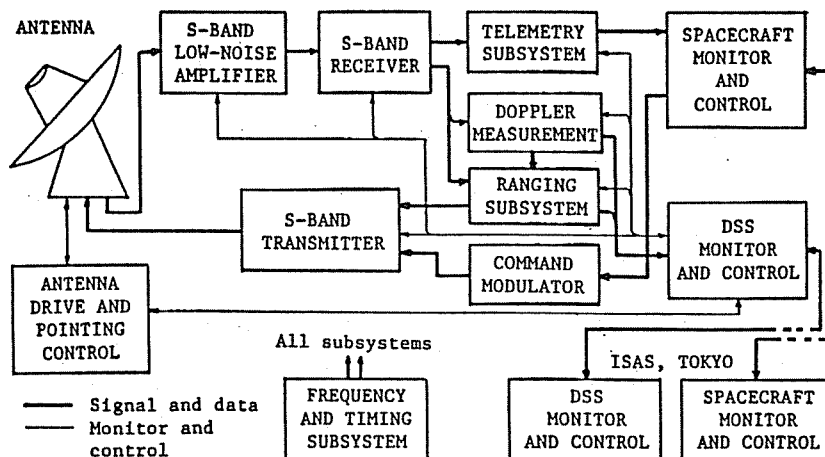 ANTENNA
S-BAND
LOW-NOISE
AMPLIFIER
S-BAND
RECEIVER
TELEMETRY
SUBSYSTEM
SPACECRAFT
MONITOR
AND
CONTROL
DOPPLER
MEASUREMENT
RANGING
SUBSYSTEM
S-BAND
TRANSMITTER
COMMAND
MODULATOR
DSS
MONITOR
AND CONTROL
ANTENNA
DRIVE AND
POINTING
CONTROL
All subsystems
FREQUENCY
AND TIMING
SUBSYSTEM
ISAS, TOKYO
DSS
MONITOR
AND CONTROL
SPACECRAFT
MONITOR
AND CONTROL
Signal and data
Monitor and
control